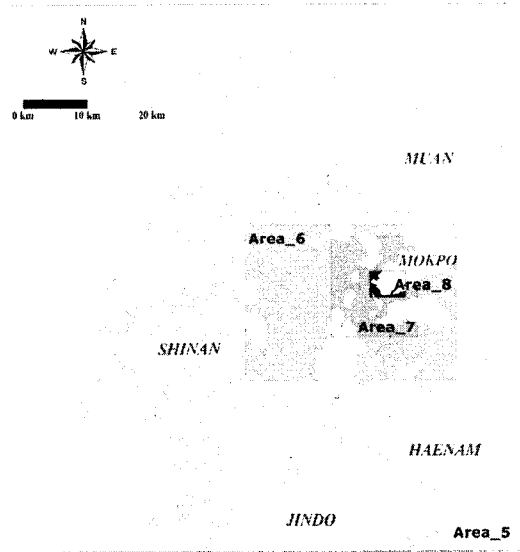 N
W E
S
0 km 10 km 20 km
MUAN
Area_6
MOKPO
Area_8
Area_7
SHINAN
HAENAM
JINDO
Area_5